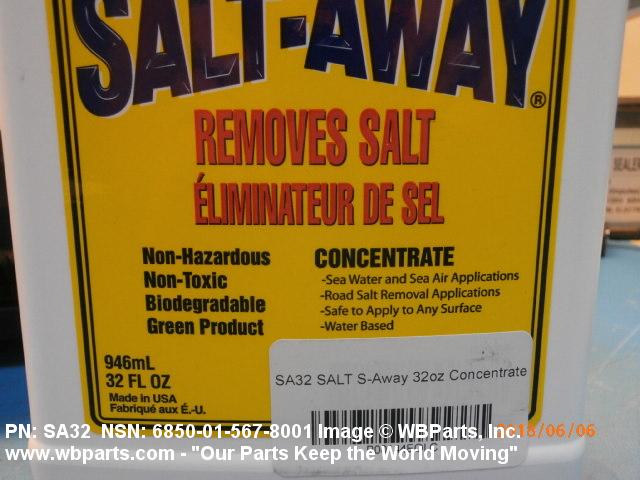 SALT-AWAY®
REMOVES SALT
ÉLIMINATEUR DE SEL
Non-Hazardous
Non-Toxic
Biodegradable
Green Product
CONCENTRATE
-Sea Water and Sea Air Applications
-Road Salt Removal Applications
-Safe to Apply to Any Surface
-Water Based
946mL
32 FL OZ
Made in USA
Fabriqué aux É.-U.
SA32 SALT S-Away 32oz Concentrate
SEALER
PN: SA32 NSN: 6850-01-567-8001 Image © WBParts, Inc.
www.wbparts.com - "Our Parts Keep the World Moving"